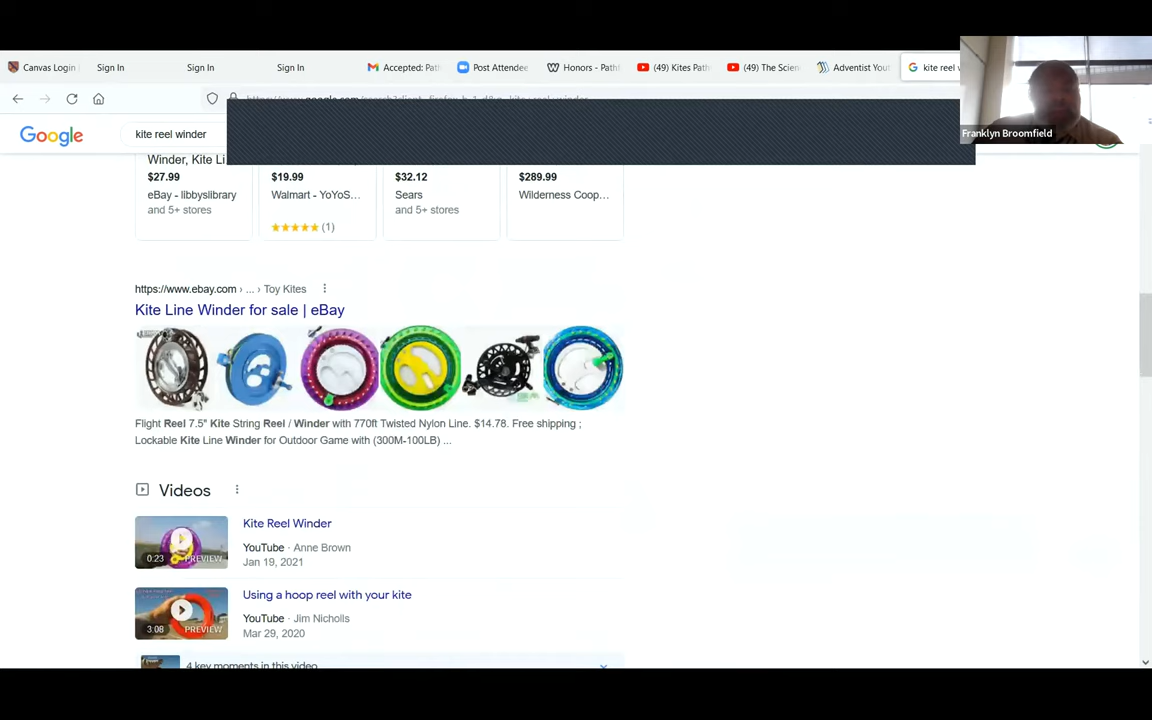 Canvas Login
Sign In
Sign In
Sign In
Accepted: Path
Post Attendee
Honors - Pathf
(49) Kites Path
(49) The Scien
Adventist You
kite reel w
Google
kite reel winder
Franklyn Broomfield
Winder, Kite Li
$27.99
eBay - libbyslibrary
and 5+ stores
$19.99
Walmart - YoYoS...
(1)
$32.12
Sears
and 5+ stores
$289.99
Wilderness Coop...
https://www.ebay.com › ... › Toy Kites
Kite Line Winder for sale | eBay
Flight Reel 7.5" Kite String Reel / Winder with 770ft Twisted Nylon Line. $14.78. Free shipping ;
Lockable Kite Line Winder for Outdoor Game with (300M-100LB) ...
Videos
Kite Reel Winder
YouTube · Anne Brown
Jan 19, 2021
0:23 PREVIEW
Using a hoop reel with your kite
YouTube · Jim Nicholls
Mar 29, 2020
3:08 PREVIEW
4 key moments in this video